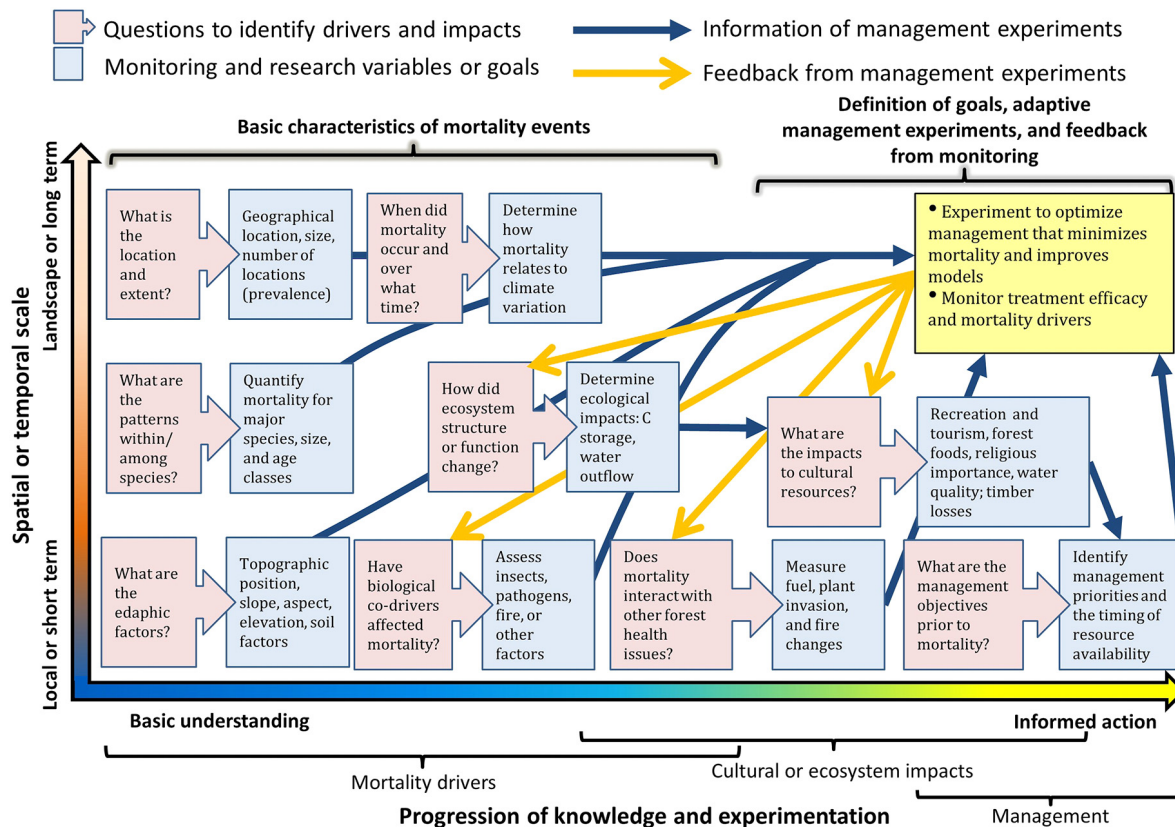 Questions to identify drivers and impacts
Monitoring and research variables or goals
Information of management experiments
Feedback from management experiments
Basic characteristics of mortality events
Definition of goals, adaptive
management experiments, and feedback
from monitoring
Spatial or temporal scale
Landscape or long term
Local or short term
What is
the
location
and
extent?
Geographical
location, size,
number of
locations
(prevalence)
When did
mortality
occur and
over
what
time?
Determine
how
mortality
relates to
climate
variation
• Experiment to optimize
management that minimizes
mortality and improves
models
• Monitor treatment efficacy
and mortality drivers
What are
the
patterns
within/
among
species?
Quantify
mortality for
major
species, size,
and age
classes
How did
ecosystem
structure
or function
change?
Determine
ecological
impacts: C
storage,
water
outflow
What are
the impacts
to cultural
resources?
Recreation and
tourism, forest
foods, religious
importance, water
quality; timber
losses
What are
the
edaphic
factors?
Topographic
position,
slope, aspect,
elevation, soil
factors
Have
biological
co-drivers
affected
mortality?
Assess
insects,
pathogens,
fire, or
other
factors
Does
mortality
interact with
other forest
health
issues?
Measure
fuel, plant
invasion,
and fire
changes
What are the
management
objectives
prior to
mortality?
Identify
management
priorities and
the timing of
resource
availability
Basic understanding
Informed action
Mortality drivers
Cultural or ecosystem impacts
Management
Progression of knowledge and experimentation